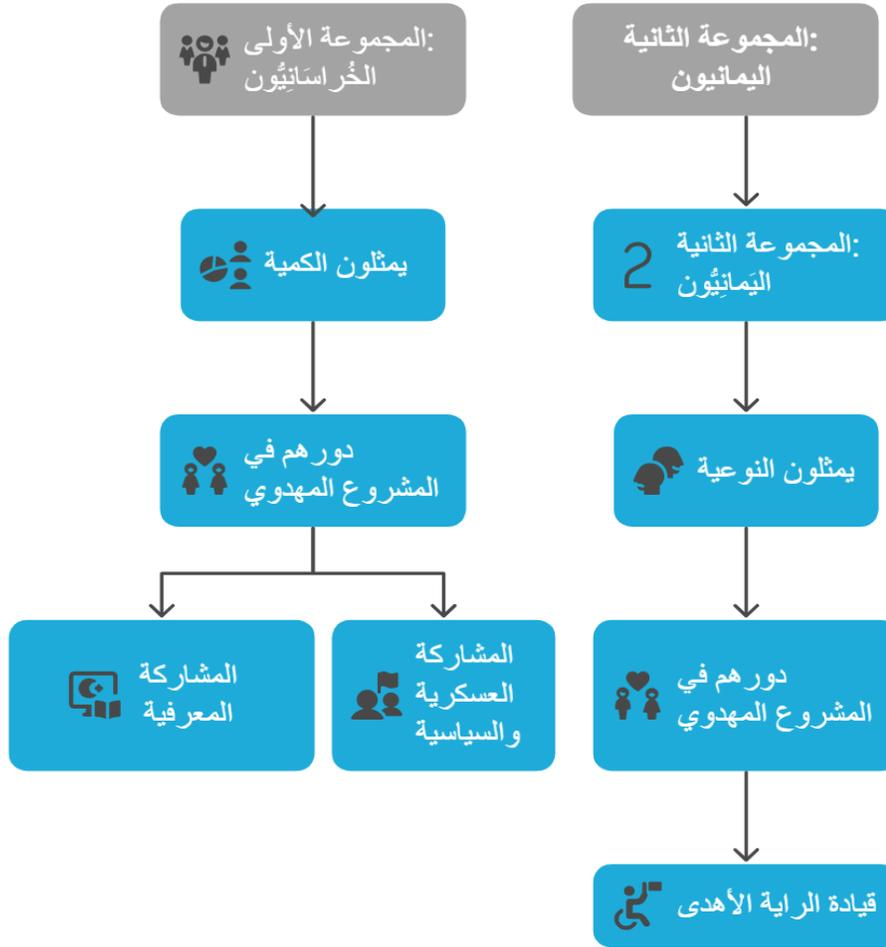 المجموعة الأولى:
الخُراسَانِيُّون
المجموعة الثانية:
اليمانيون
يمثلون الكمية
المجموعة الثانية:
اليَمانِيُّون
2
دورهم في
المشروع المهدوي
يمثلون النوعية
المشاركة
المعرفية
المشاركة
العسكرية
والسياسية
دورهم في
المشروع المهدوي
قيادة الراية الأهدى